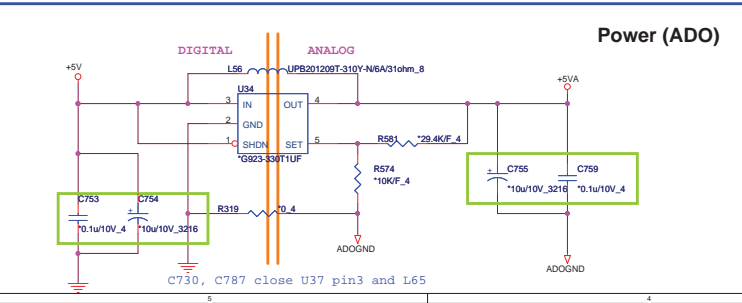 Power (ADO)
DIGITAL ANALOG
+5V
L56 UPB201209T-310Y-N/6A/31ohm_8
+5VA
U34
3 IN OUT 4
2 GND
1 SHDN SET 5
*G923-330T1UF
R581 *29.4K/F_4
R574
*10K/F_4
C755
*10u/10V_3216
C759
*0.1u/10V_4
C753
*0.1u/10V_4
C754
*10u/10V_3216
R319 *0_4
ADOGND
ADOGND
C730, C787 close U37 pin3 and L65
5 4